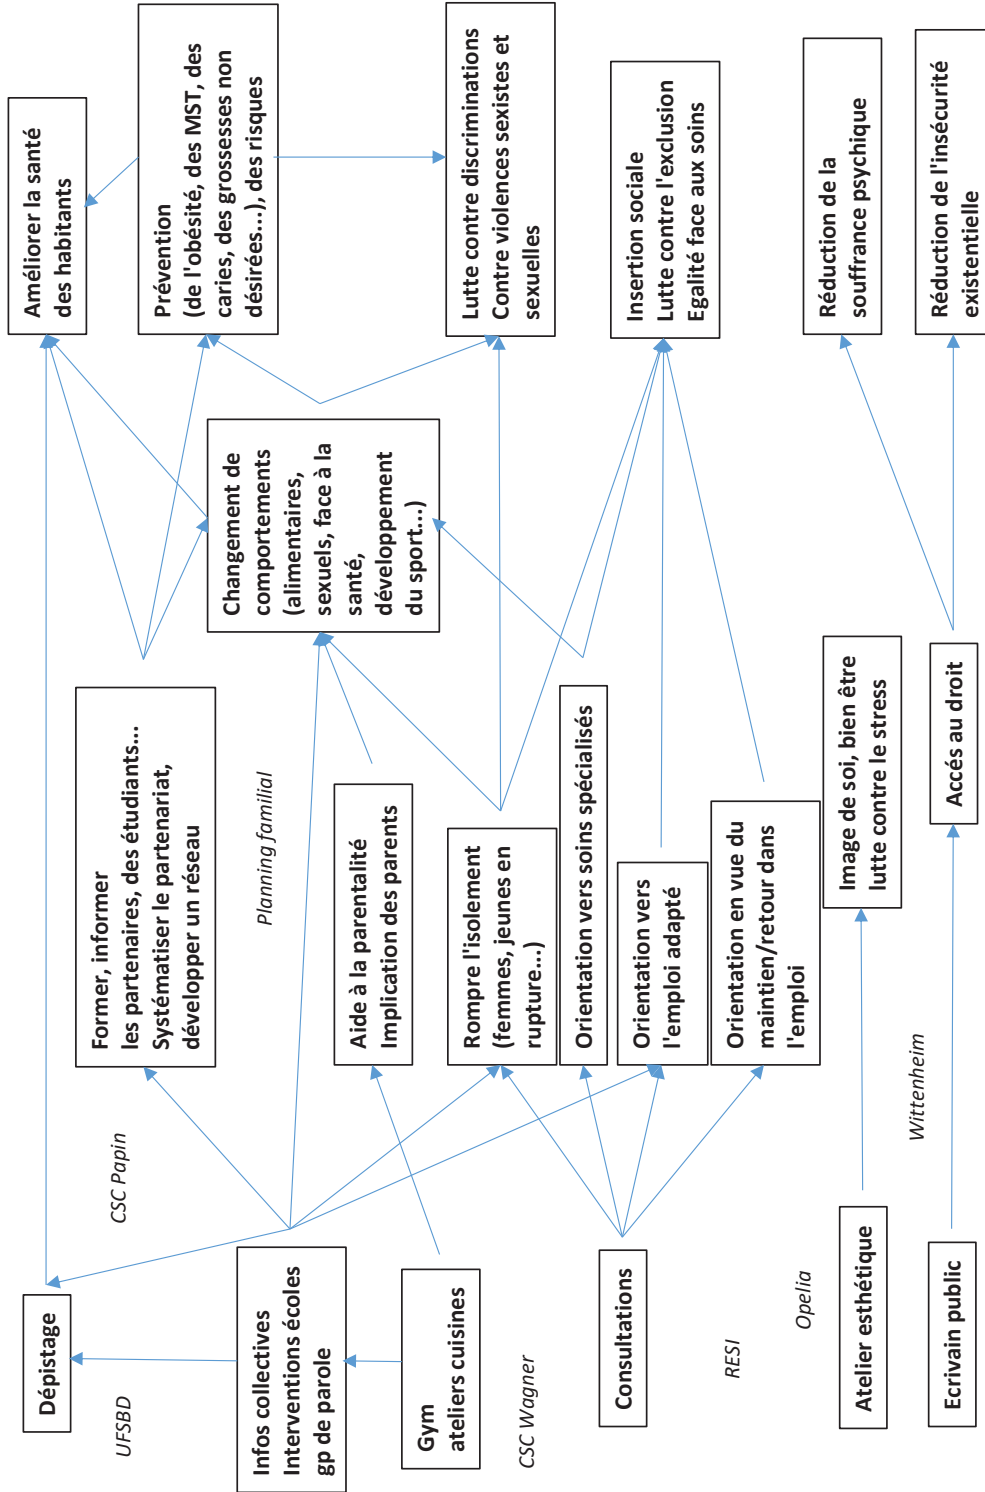 Dépistage
UFSBD
Infos collectives
Interventions écoles
gp de parole
Gym
ateliers cuisines
CSC Wagner
Consultations
RESI
Opelia
Atelier esthétique
Ecrivain public
CSC Papin
Former, informer
les partenaires, des étudiants...
Systématiser le partenariat,
développer un réseau
Planning familial
Aide à la parentalité
Implication des parents
Rompre l'isolement
(femmes, jeunes en
rupture...)
Orientation vers soins spécialisés
Orientation vers
l'emploi adapté
Orientation en vue du
maintien/retour dans
l'emploi
Image de soi, bien être
lutte contre le stress
Wittenheim
Accés au droit
Changement de
comportements
(alimentaires,
sexuels, face à la
santé,
développement
du sport...)
Améliorer la santé
des habitants
Prévention
(de l'obésité, des MST, des
caries, des grossesses non
désirées...), des risques
Lutte contre discriminations
Contre violences sexistes et
sexuelles
Insertion sociale
Lutte contre l'exclusion
Egalité face aux soins
Réduction de la
souffrance psychique
Réduction de l'insécurité
existentielle